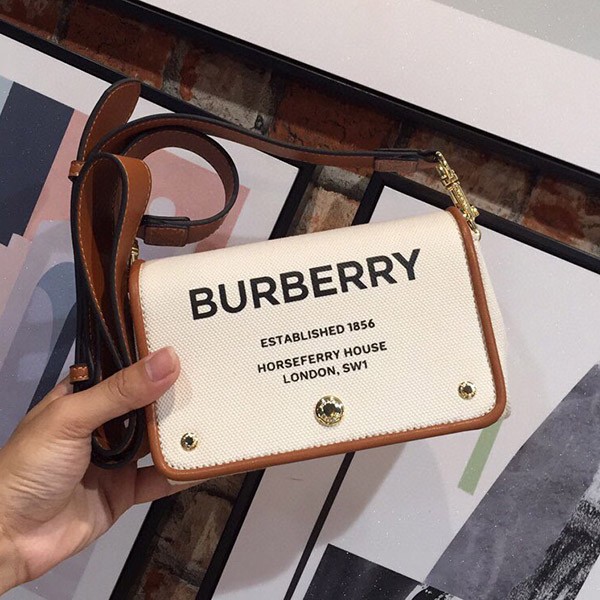 BURBERRY
ESTABLISHED 1856
HORSEFERRY HOUSE
LONDON, SW1